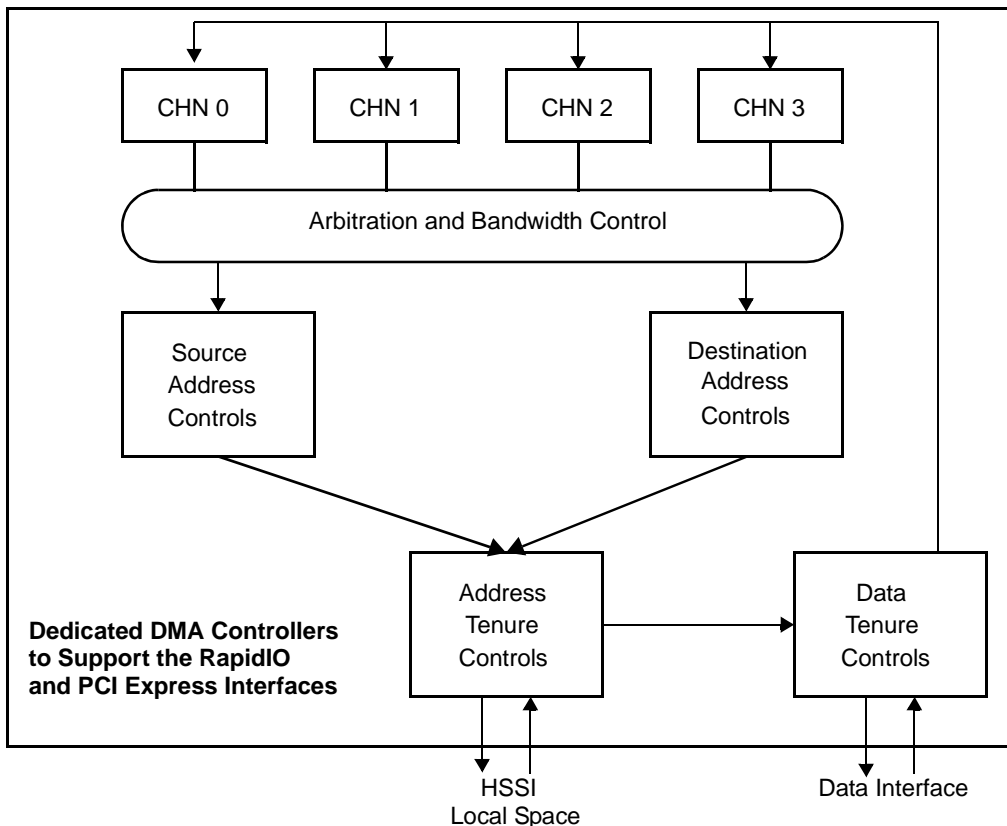 CHN 0
CHN 1
CHN 2
CHN 3
Arbitration and Bandwidth Control
Source
Address
Controls
Destination
Address
Controls
Address
Tenure
Controls
Data
Tenure
Controls
Dedicated DMA Controllers
to Support the RapidIO
and PCI Express Interfaces
HSSI
Local Space
Data Interface